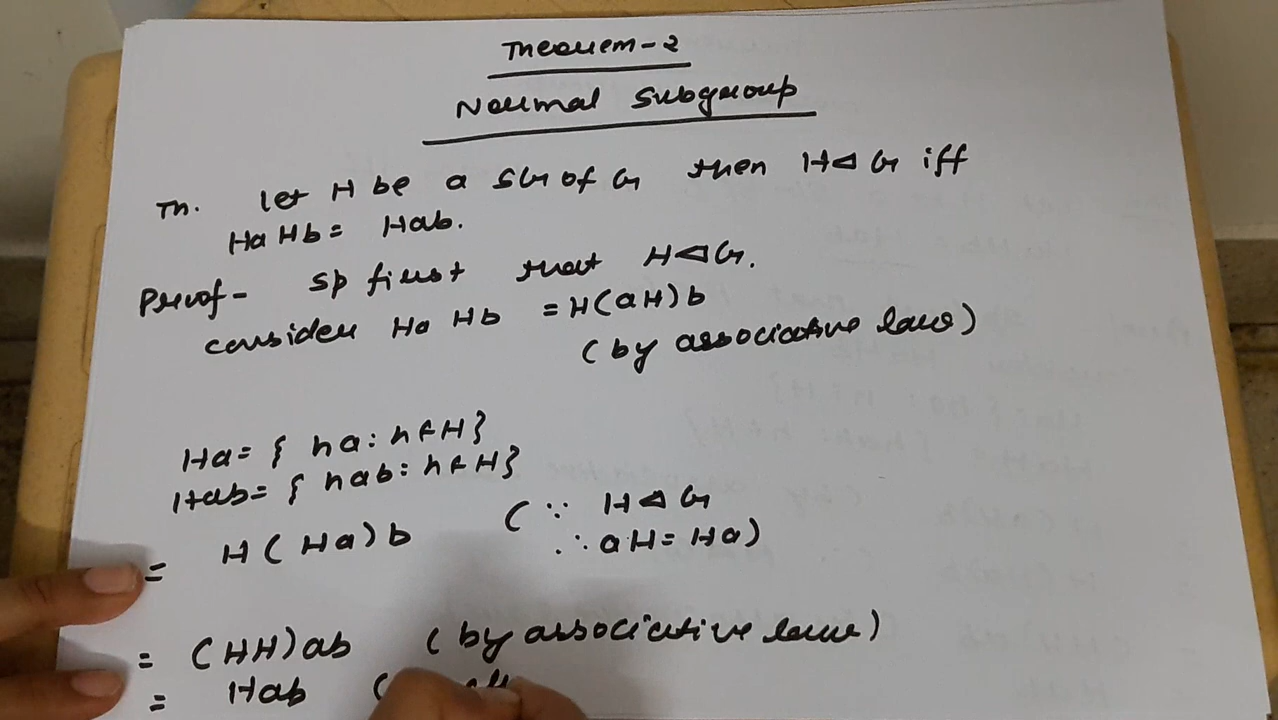 Theorem-2
Normal Subgroup
Th. let H be a SG of G then H⊲G iff
HaHb = Hab.
Proof- Sp first that H⊲G.
consider Ha Hb = H(aH)b
(by associative law)
Ha= { ha: h∈H}
Hab= { hab: h∈H}
= H(Ha)b (∵ H⊲G
∴ aH= Ha)
= (HH)ab (by associative law)
= Hab (